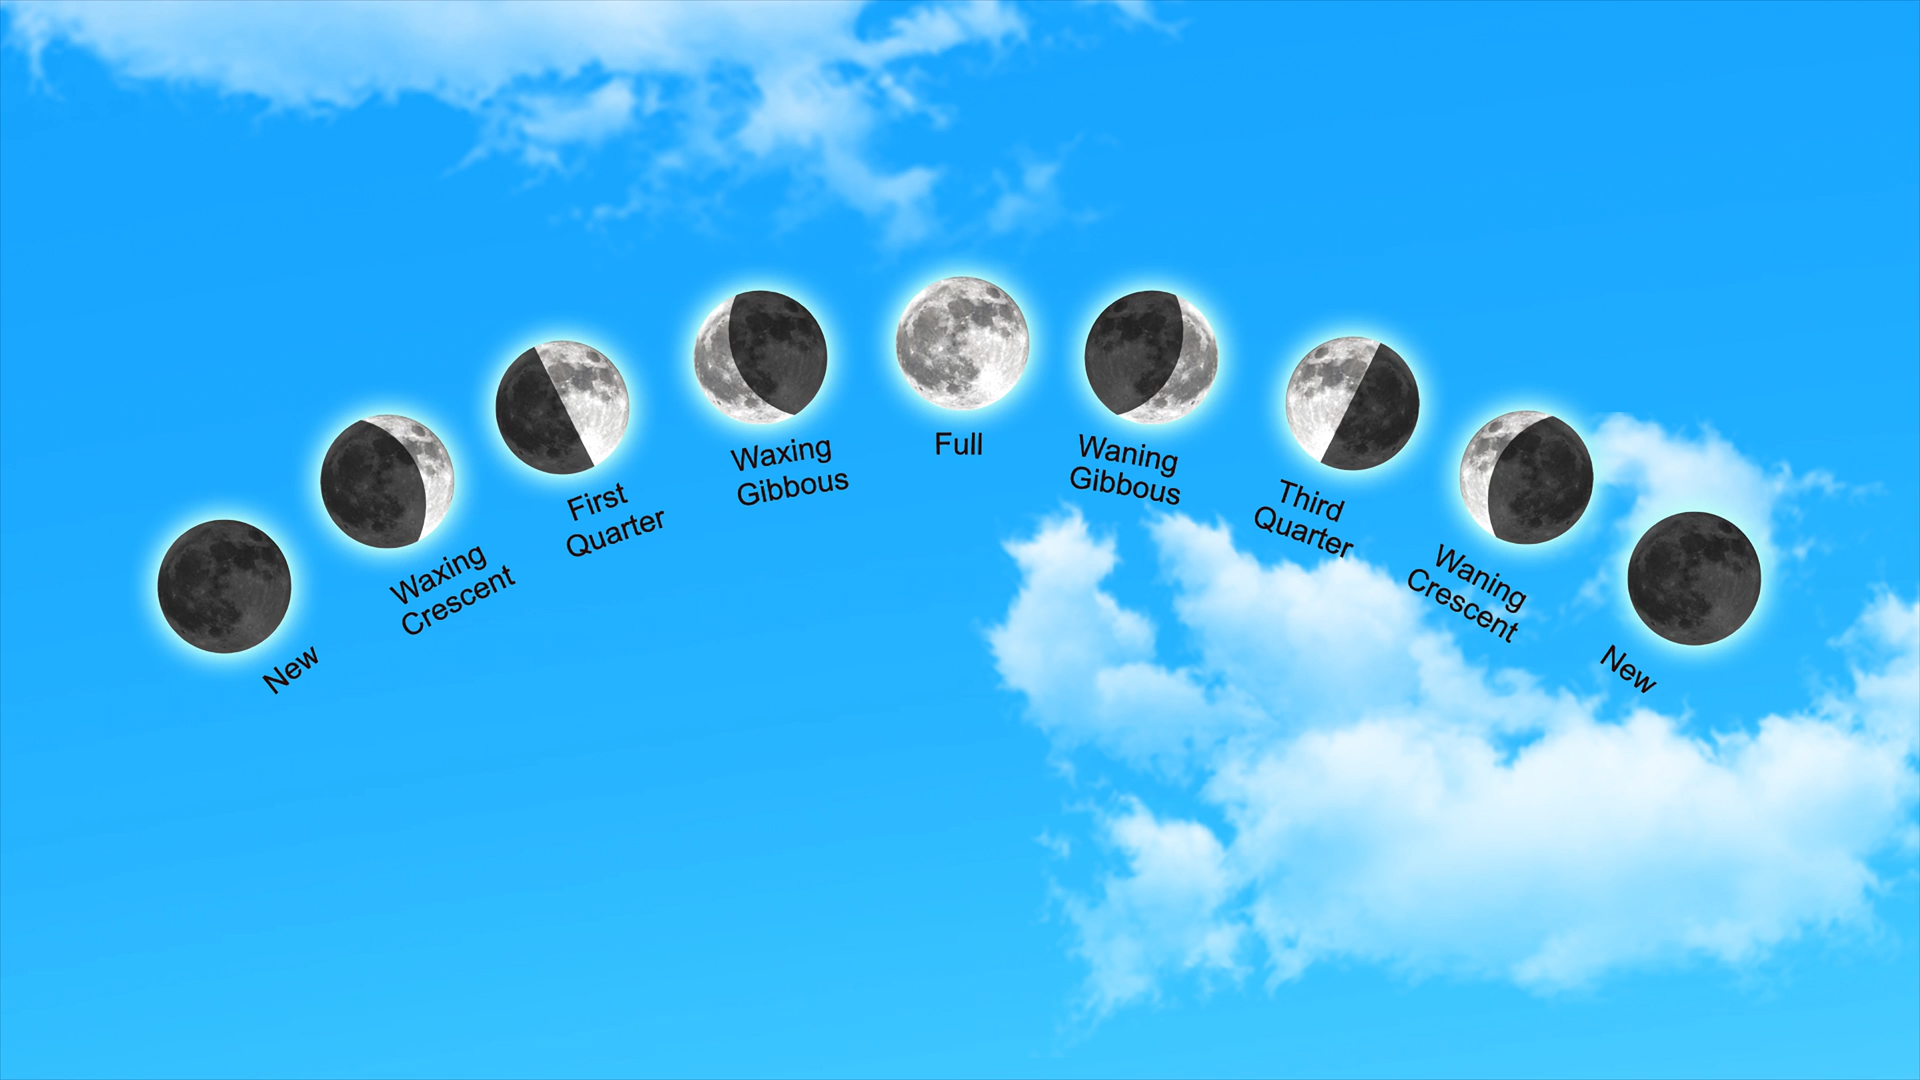 New
Waxing
Crescent
First
Quarter
Waxing
Gibbous
Full
Waning
Gibbous
Third
Quarter
Waning
Crescent
New